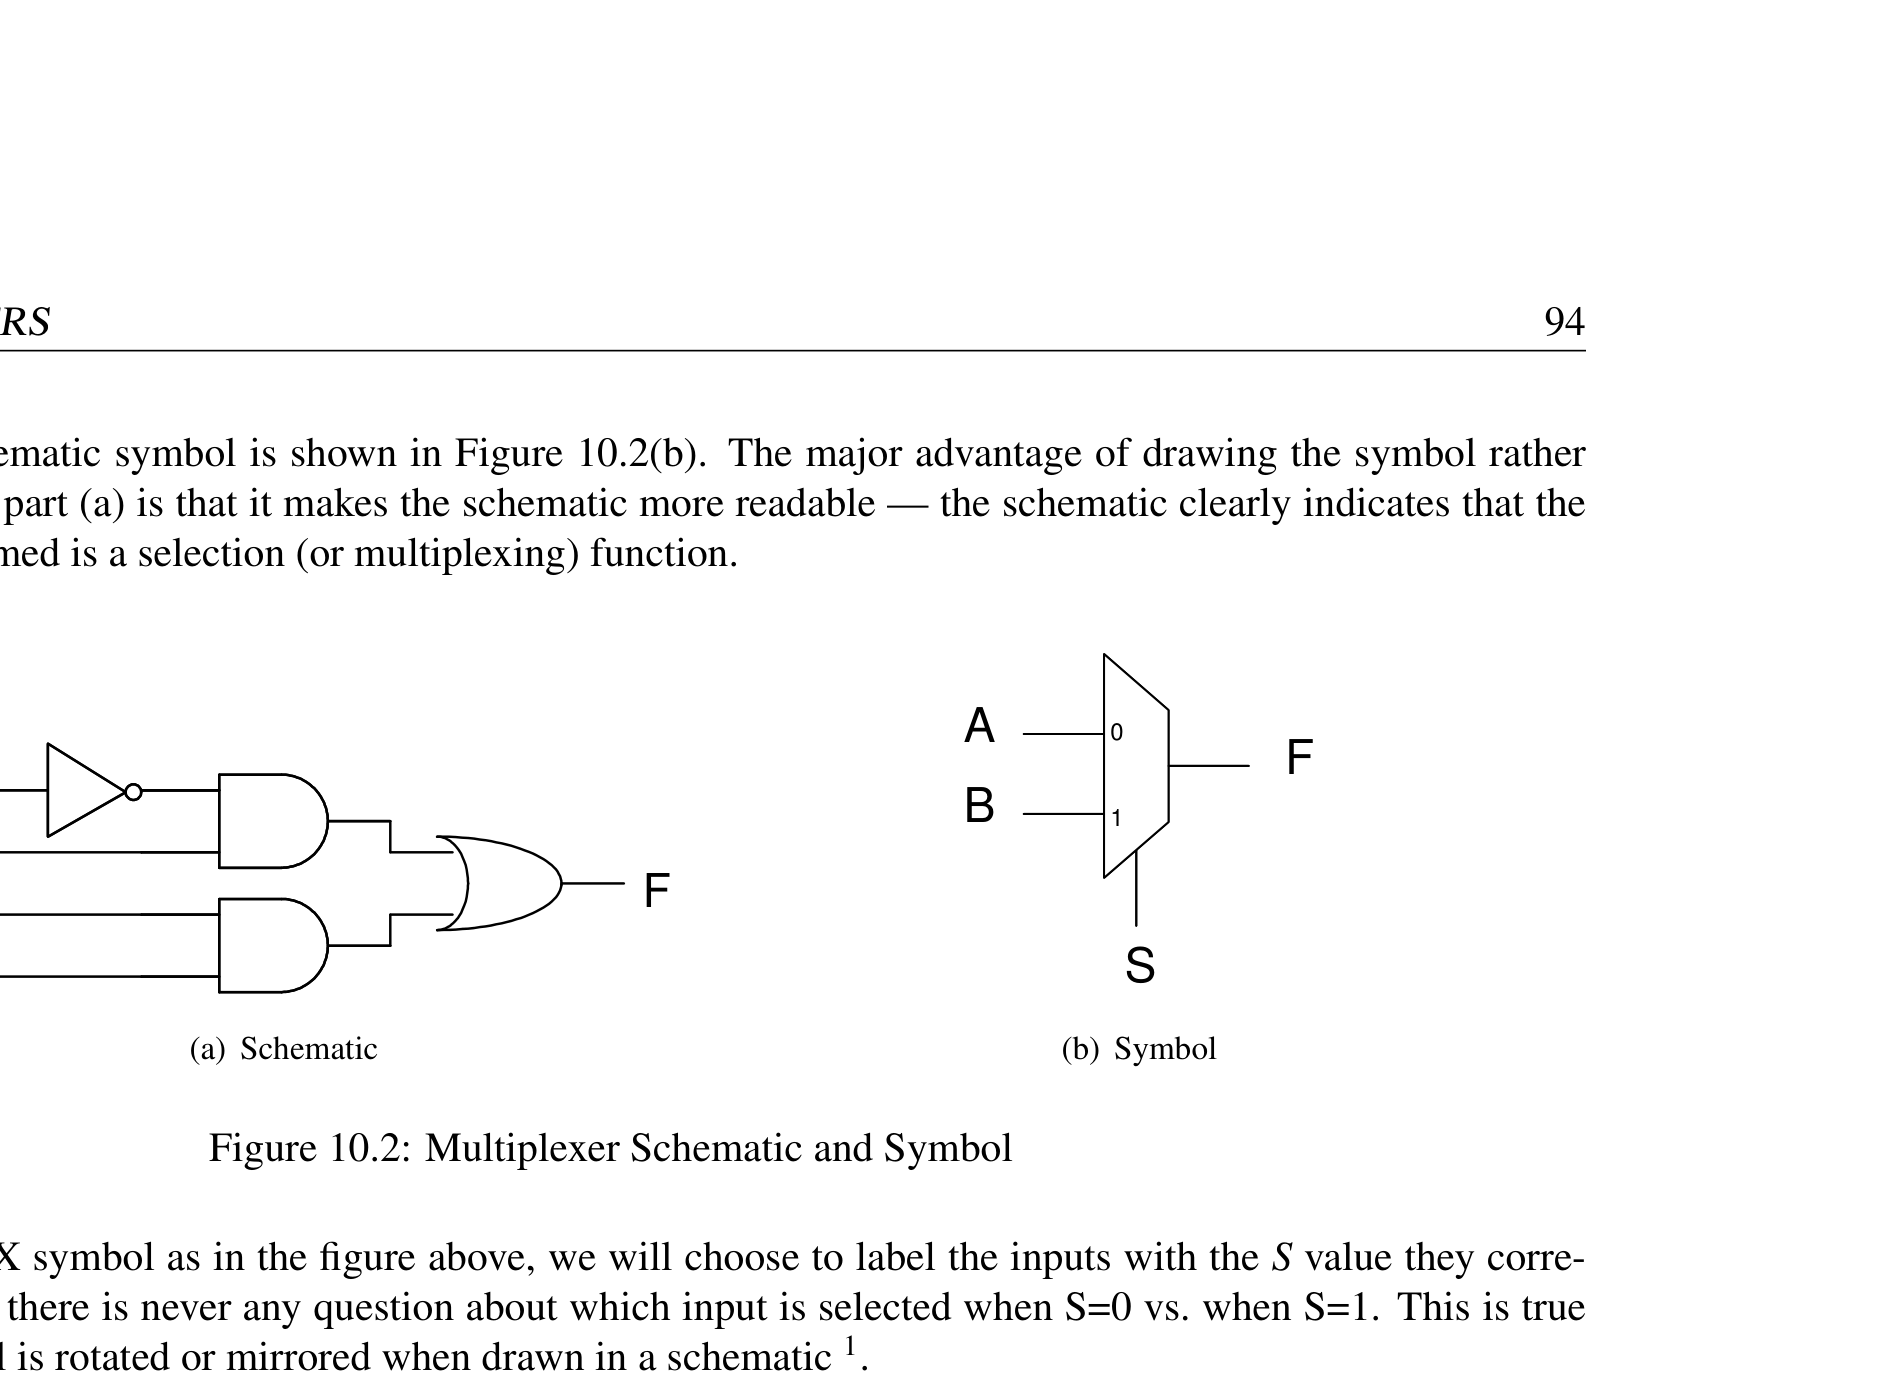 RS 94
ematic symbol is shown in Figure 10.2(b). The major advantage of drawing the symbol rather
part (a) is that it makes the schematic more readable — the schematic clearly indicates that the
med is a selection (or multiplexing) function.
F
(a) Schematic
A
B
0
1
F
S
(b) Symbol
Figure 10.2: Multiplexer Schematic and Symbol
X symbol as in the figure above, we will choose to label the inputs with the S value they corre-
there is never any question about which input is selected when S=0 vs. when S=1. This is true
l is rotated or mirrored when drawn in a schematic 1.